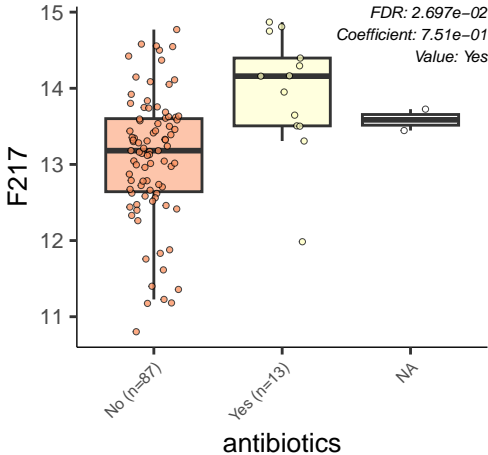 FDR: 2.697e−02
Coefficient: 7.51e−01
Value: Yes
F217
15
14
13
12
11
No (n=87)
Yes (n=13)
NA
antibiotics